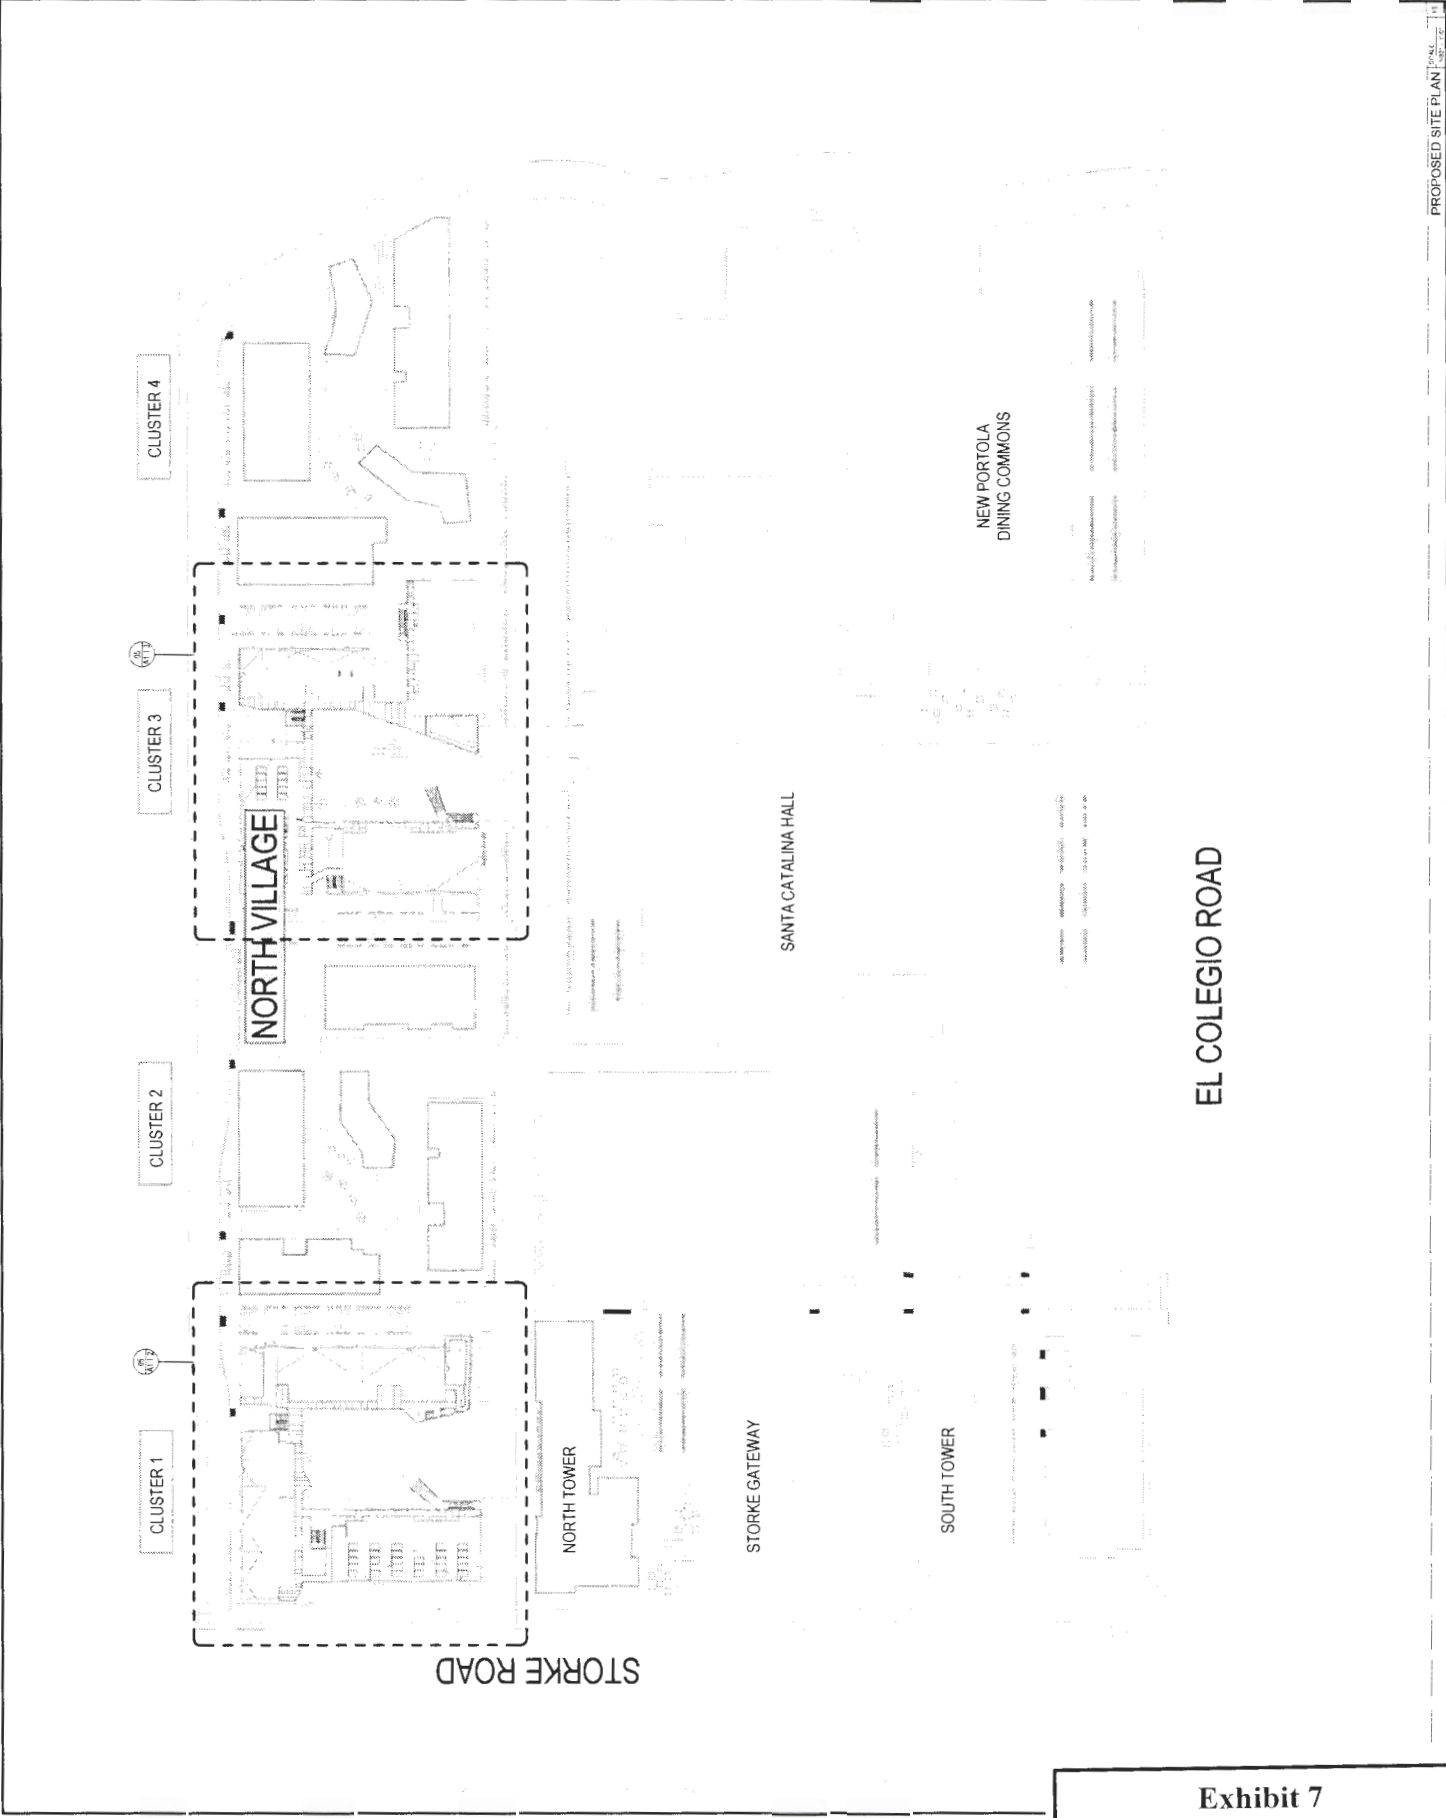 CLUSTER 1
CLUSTER 2
CLUSTER 3
CLUSTER 4
NORTH VILLAGE
STORKE ROAD
NORTH TOWER
STORKE GATEWAY
SOUTH TOWER
SANTA CATALINA HALL
NEW PORTOLA
DINING COMMONS
EL COLEGIO ROAD
PROPOSED SITE PLAN
SCALE
Exhibit 7